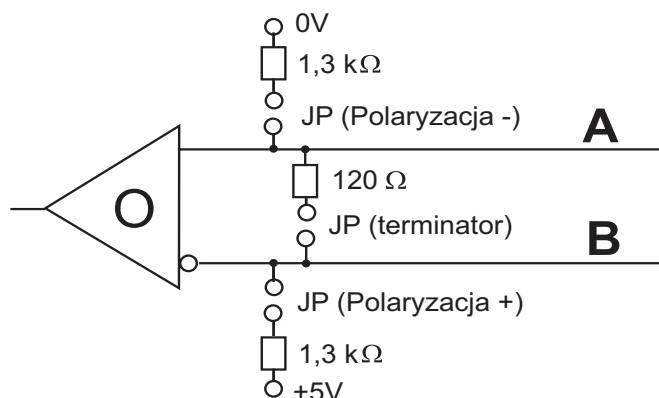 0V
1,3 kΩ
JP (Polaryzacja -)
A
120 Ω
O
JP (terminator)
B
JP (Polaryzacja +)
1,3 kΩ
+5V